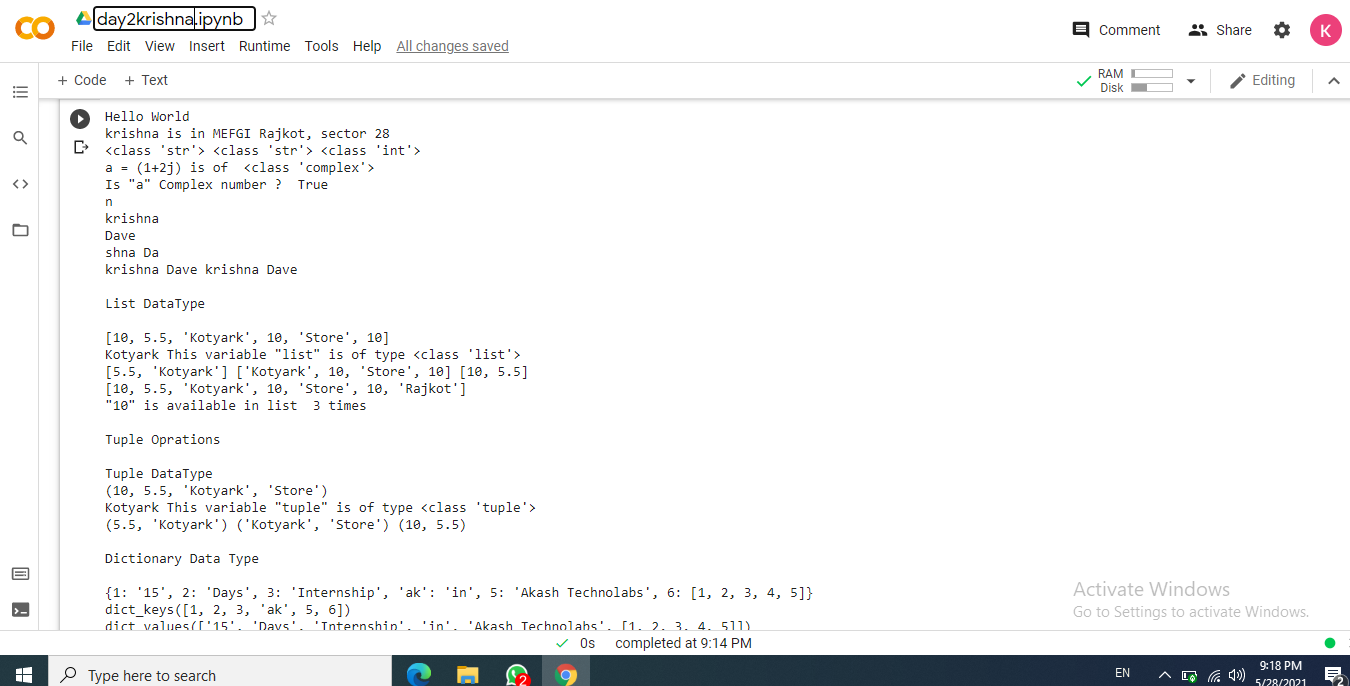 day2krishna.ipynb
File Edit View Insert Runtime Tools Help All changes saved
Comment Share K
+ Code + Text
RAM
Disk
Editing
Hello World
krishna is in MEFGI Rajkot, sector 28
<class 'str'> <class 'str'> <class 'int'>
a = (1+2j) is of  <class 'complex'>
Is "a" Complex number ?  True
n
krishna
Dave
shna Da
krishna Dave krishna Dave
List DataType
[10, 5.5, 'Kotyark', 10, 'Store', 10]
Kotyark This variable "list" is of type <class 'list'>
[5.5, 'Kotyark'] ['Kotyark', 10, 'Store', 10] [10, 5.5]
[10, 5.5, 'Kotyark', 10, 'Store', 10, 'Rajkot']
"10" is available in list  3 times
Tuple Oprations
Tuple DataType
(10, 5.5, 'Kotyark', 'Store')
Kotyark This variable "tuple" is of type <class 'tuple'>
(5.5, 'Kotyark') ('Kotyark', 'Store') (10, 5.5)
Dictionary Data Type
{1: '15', 2: 'Days', 3: 'Internship', 'ak': 'in', 5: 'Akash Technolabs', 6: [1, 2, 3, 4, 5]}
dict_keys([1, 2, 3, 'ak', 5, 6])
dict_values(['15', 'Days', 'Internship', 'in', 'Akash Technolabs', [1, 2, 3, 4, 5]])
Activate Windows
Go to Settings to activate Windows.
0s completed at 9:14 PM
Type here to search
2
EN
9:18 PM
5/28/2021
2